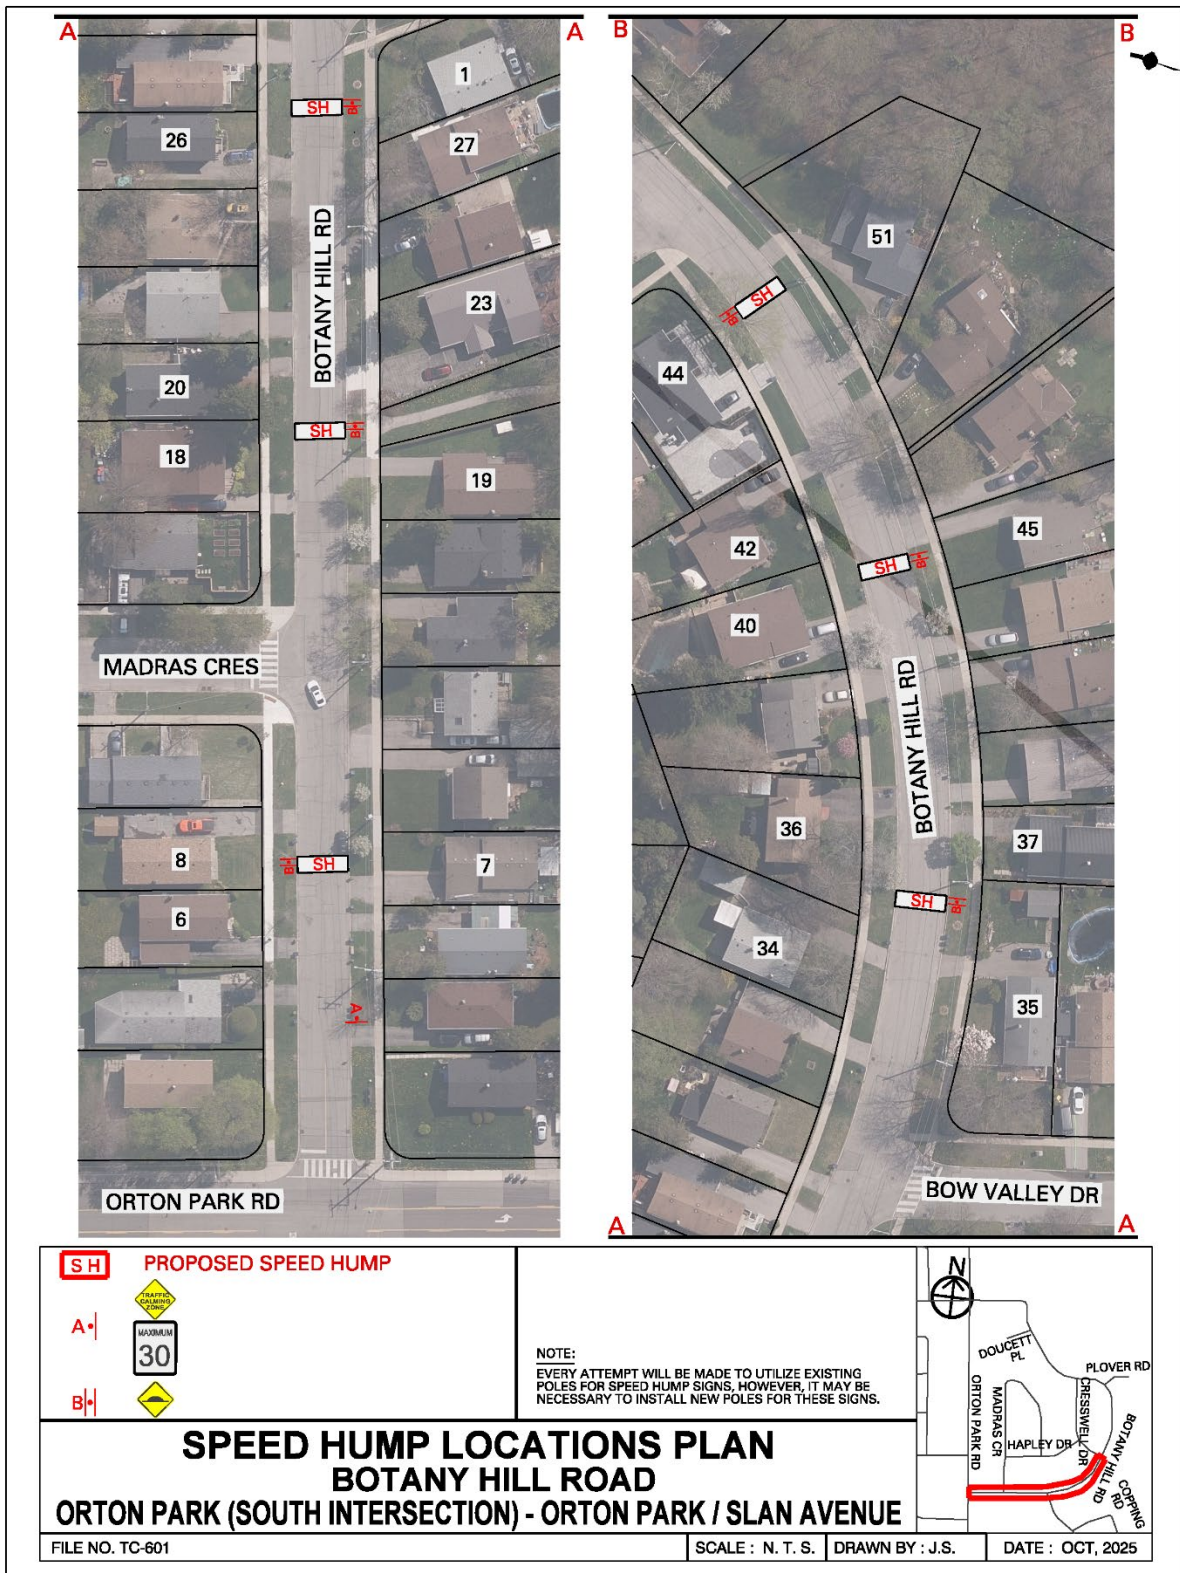 A
A
1
SH
B
26
27
BOTANY HILL RD
23
20
SH
B
18
19
MADRAS CRES
8
B
SH
7
6
A
ORTON PARK RD
B
B
51
SH
B
44
45
42
SH
B
40
BOTANY HILL RD
36
37
SH
B
34
35
BOW VALLEY DR
A
A
SH PROPOSED SPEED HUMP
TRAFFIC
CALMING
ZONE
A
MAXIMUM
30
B
NOTE:
EVERY ATTEMPT WILL BE MADE TO UTILIZE EXISTING
POLES FOR SPEED HUMP SIGNS, HOWEVER, IT MAY BE
NECESSARY TO INSTALL NEW POLES FOR THESE SIGNS.
N
DOUCETT
PL
PLOVER RD
ORTON PARK RD
MADRAS CR
CRESSWELL DR
HAPLEY DR
BOTANY HILL RD
COPPING
RD
SPEED HUMP LOCATIONS PLAN
BOTANY HILL ROAD
ORTON PARK (SOUTH INTERSECTION) - ORTON PARK / SLAN AVENUE
FILE NO. TC-601
SCALE : N. T. S.
DRAWN BY : J.S.
DATE : OCT, 2025